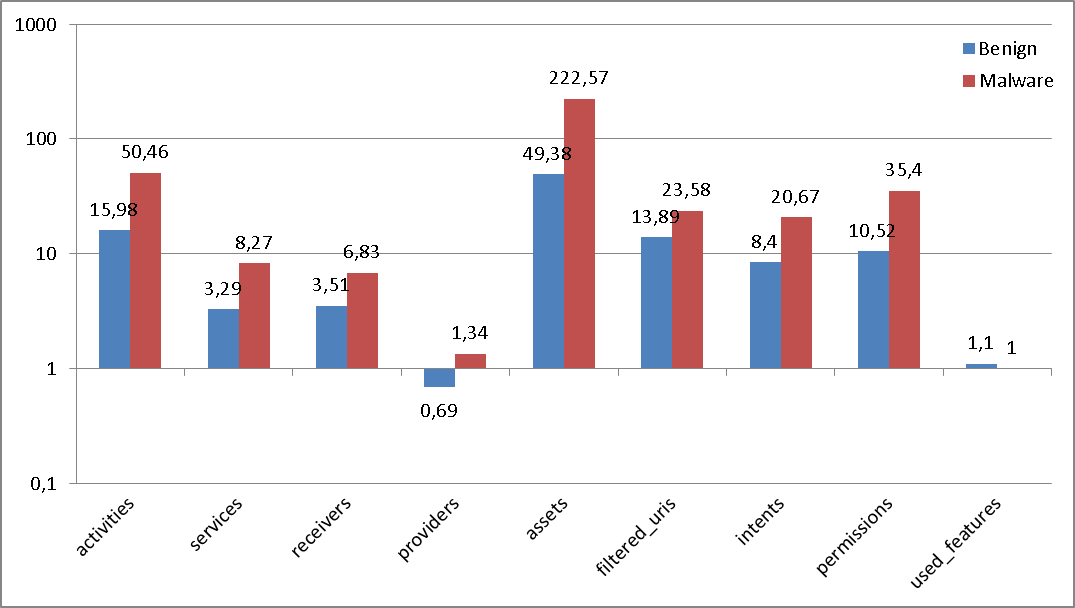 1000
100
10
1
0,1
Benign
Malware
15,98
50,46
3,29
8,27
3,51
6,83
0,69
1,34
49,38
222,57
13,89
23,58
8,4
20,67
10,52
35,4
1,1
1
activities
services
receivers
providers
assets
filtered_uris
intents
permissions
used_features